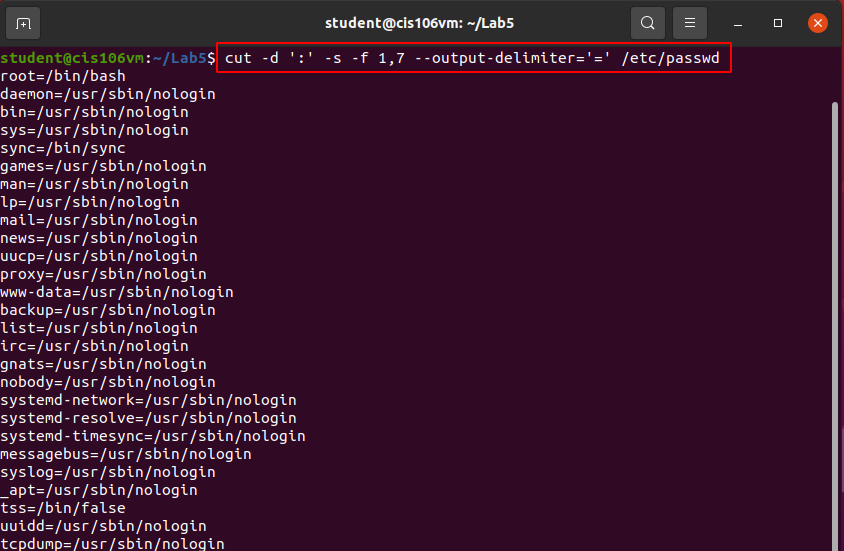 student@cis106vm: ~/Lab5
student@cis106vm:~/Lab5$ cut -d ':' -s -f 1,7 --output-delimiter='=' /etc/passwd
root=/bin/bash
daemon=/usr/sbin/nologin
bin=/usr/sbin/nologin
sys=/usr/sbin/nologin
sync=/bin/sync
games=/usr/sbin/nologin
man=/usr/sbin/nologin
lp=/usr/sbin/nologin
mail=/usr/sbin/nologin
news=/usr/sbin/nologin
uucp=/usr/sbin/nologin
proxy=/usr/sbin/nologin
www-data=/usr/sbin/nologin
backup=/usr/sbin/nologin
list=/usr/sbin/nologin
irc=/usr/sbin/nologin
gnats=/usr/sbin/nologin
nobody=/usr/sbin/nologin
systemd-network=/usr/sbin/nologin
systemd-resolve=/usr/sbin/nologin
systemd-timesync=/usr/sbin/nologin
messagebus=/usr/sbin/nologin
syslog=/usr/sbin/nologin
_apt=/usr/sbin/nologin
tss=/bin/false
uuidd=/usr/sbin/nologin
tcpdump=/usr/sbin/nologin